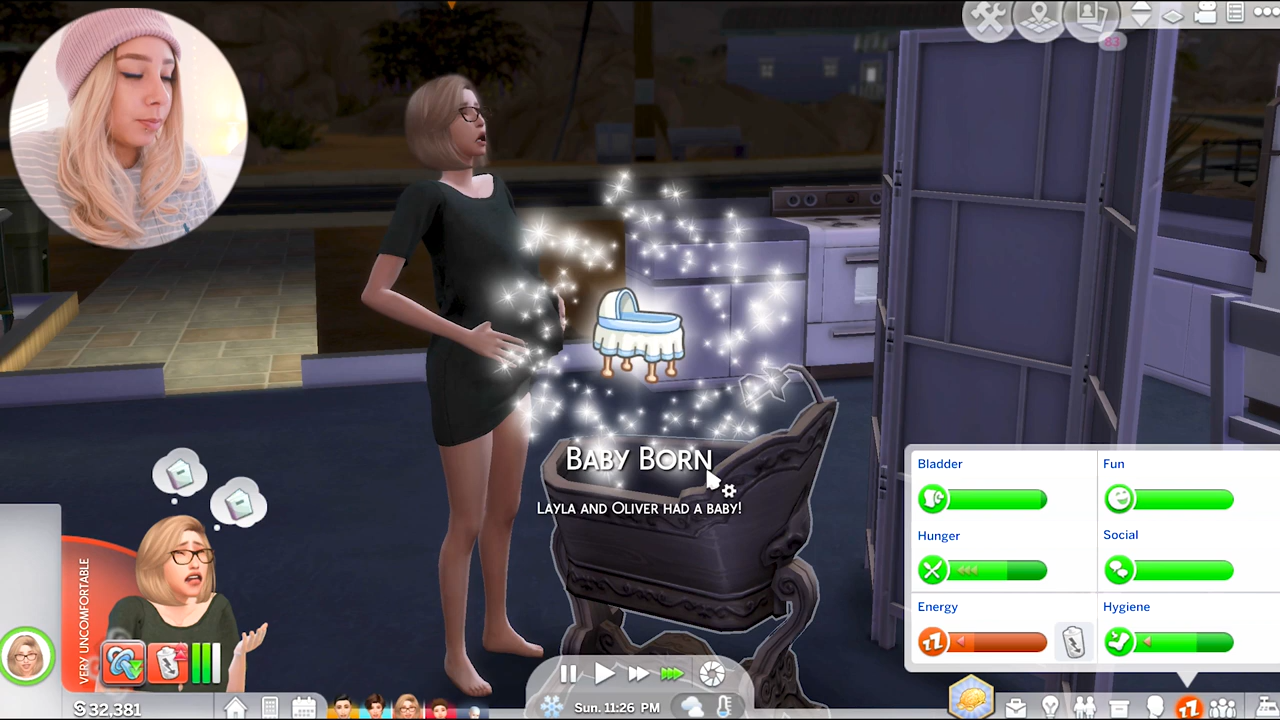 83
BABY BORN
LAYLA AND OLIVER HAD A BABY!
VERY UNCOMFORTABLE
Bladder
Fun
Hunger
Social
Energy
Hygiene
§32,381
Sun. 11:26 PM